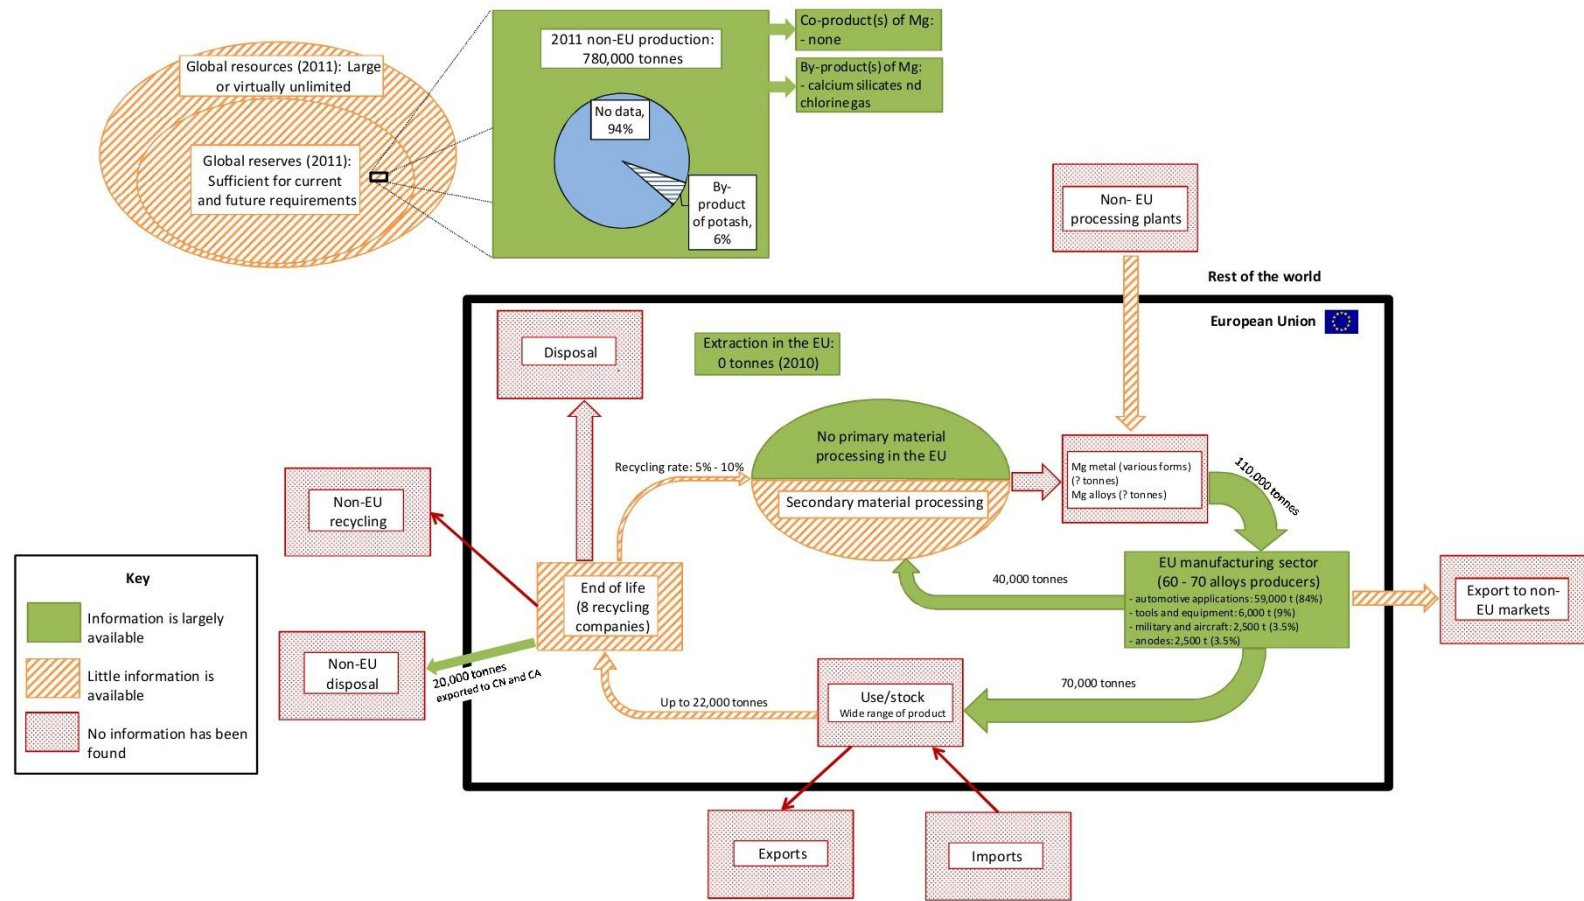 Global resources (2011): Large
or virtually unlimited
Global reserves (2011):
Sufficient for current
and future requirements
2011 non-EU production:
780,000 tonnes
No data,
94%
By-
product
of potash,
6%
Co-product(s) of Mg:
- none
By-product(s) of Mg:
- calcium silicates nd
chlorine gas
Non- EU
processing plants
Rest of the world
European Union
Disposal
Extraction in the EU:
0 tonnes (2010)
No primary material
processing in the EU
Secondary material processing
Recycling rate: 5% - 10%
Mg metal (various forms)
(? tonnes)
Mg alloys (? tonnes)
110,000 tonnes
Non-EU
recycling
End of life
(8 recycling
companies)
40,000 tonnes
EU manufacturing sector
(60 - 70 alloys producers)
- automotive applications: 59,000 t (84%)
- tools and equipment: 6,000 t (9%)
- military and aircraft: 2,500 t (3.5%)
- anodes: 2,500 t (3.5%)
Export to non-
EU markets
Key
Information is largely
available
Little information is
available
No information has been
found
Non-EU
disposal
20,000 tonnes
exported to CN and CA
Up to 22,000 tonnes
Use/stock
Wide range of product
70,000 tonnes
Exports
Imports